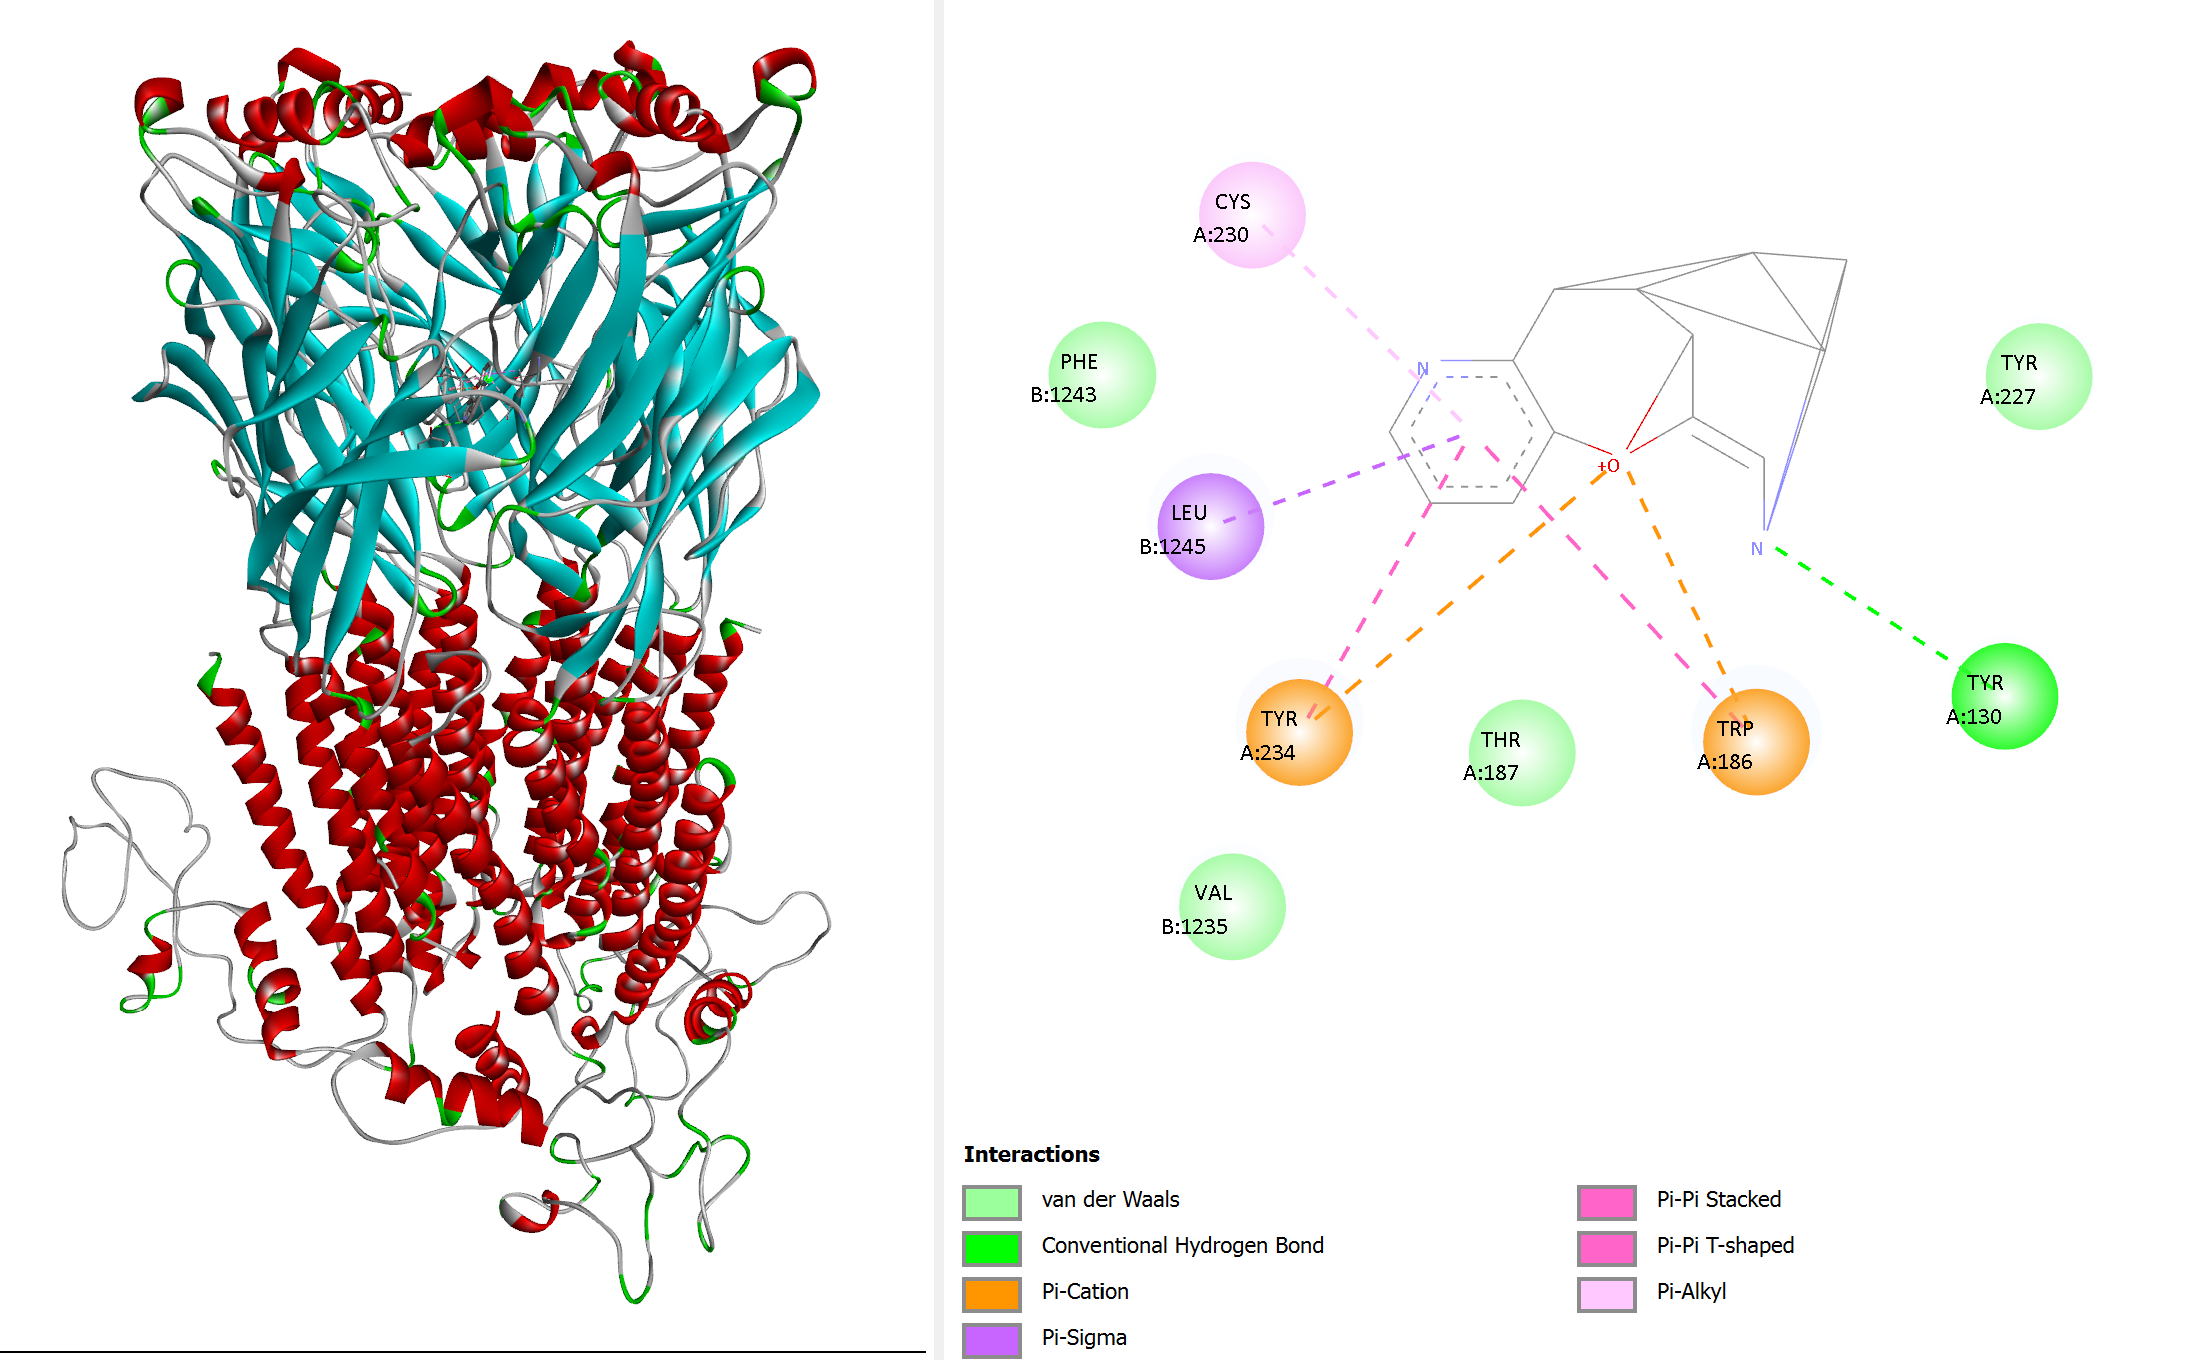 CYS
A:230
PHE
B:1243
TYR
A:227
N
+O
LEU
B:1245
N
TYR
A:234
THR
A:187
TRP
A:186
TYR
A:130
VAL
B:1235
Interactions
van der Waals
Conventional Hydrogen Bond
Pi-Cation
Pi-Sigma
Pi-Pi Stacked
Pi-Pi T-shaped
Pi-Alkyl